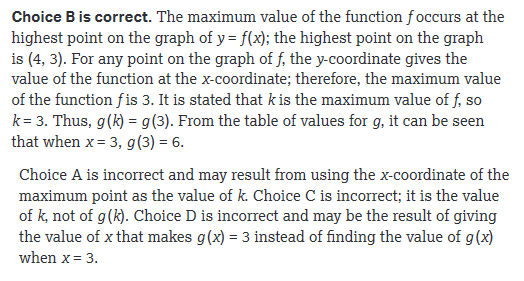 Choice B is correct. The maximum value of the function f occurs at the
highest point on the graph of y = f(x); the highest point on the graph
is (4, 3). For any point on the graph of f, the y-coordinate gives the
value of the function at the x-coordinate; therefore, the maximum value
of the function f is 3. It is stated that k is the maximum value of f, so
k = 3. Thus, g(k) = g(3). From the table of values for g, it can be seen
that when x = 3, g(3) = 6.
Choice A is incorrect and may result from using the x-coordinate of the
maximum point as the value of k. Choice C is incorrect; it is the value
of k, not of g(k). Choice D is incorrect and may be the result of giving
the value of x that makes g(x) = 3 instead of finding the value of g(x)
when x = 3.